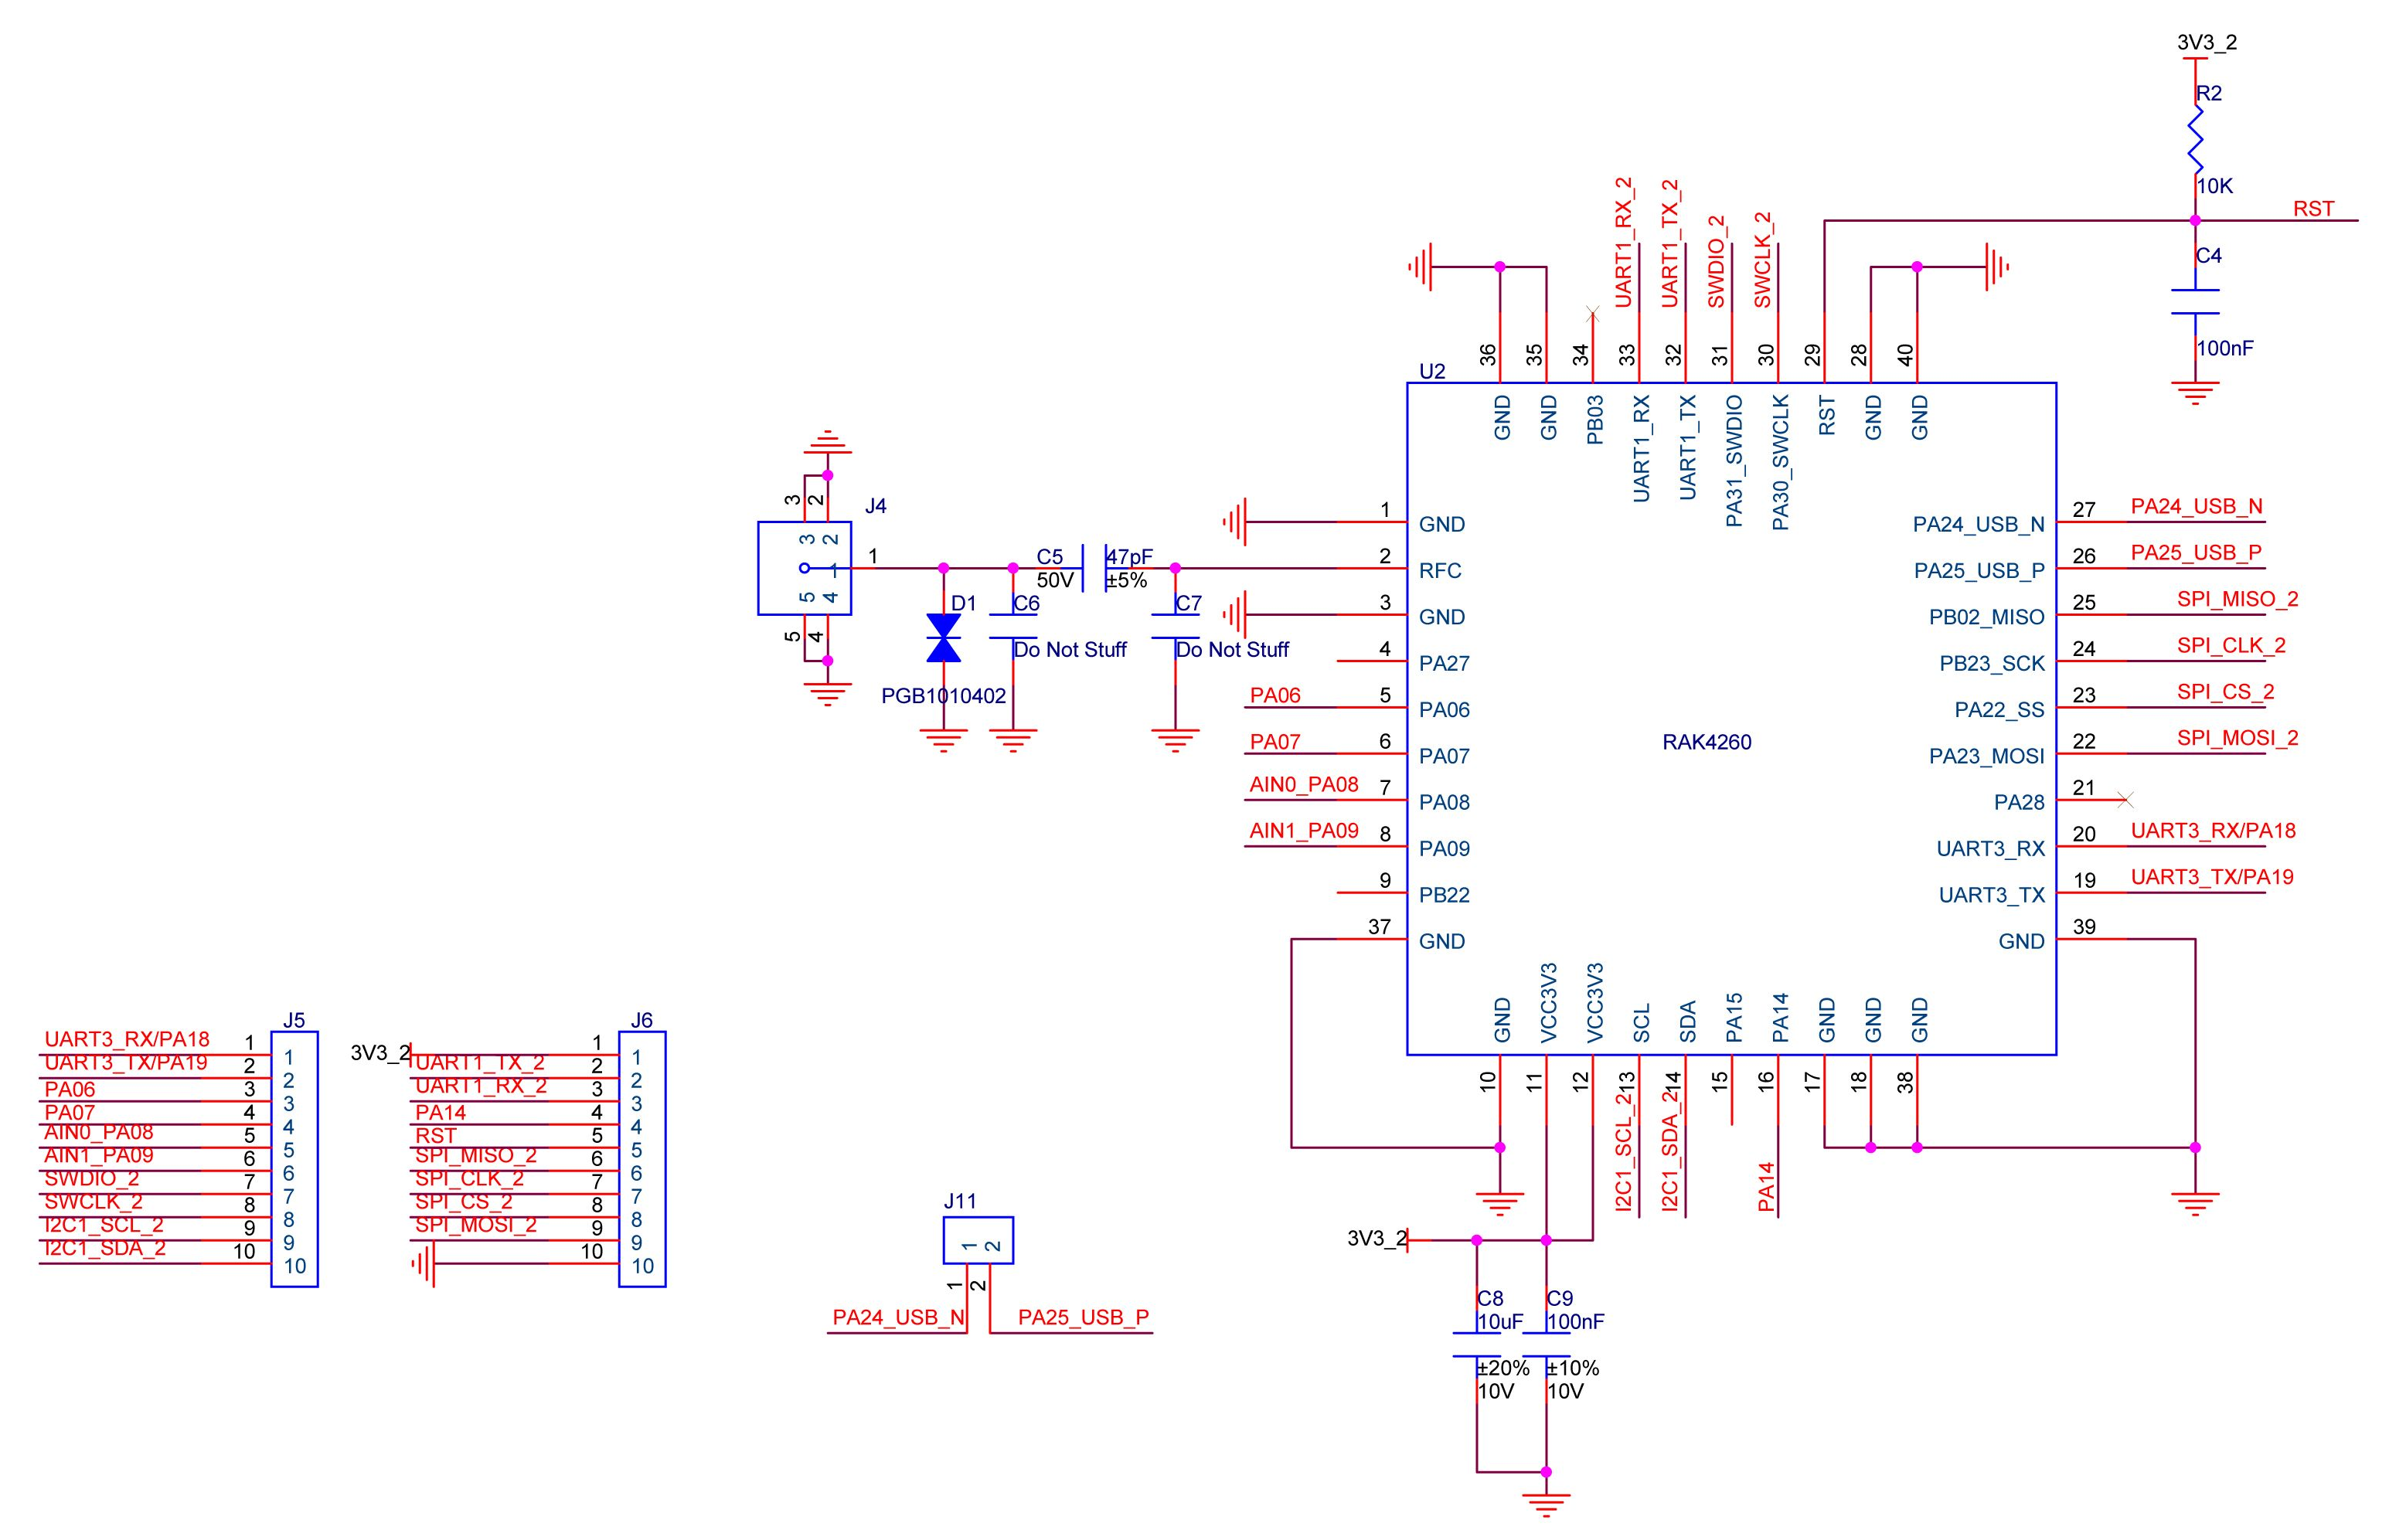 3V3_2
R2
10K
RST
C4
100nF
UART1_RX_2
UART1_TX_2
SWDIO_2
SWCLK_2
36
35
34
33
32
31
30
29
28
40
U2
GND
GND
PB03
UART1_RX
UART1_TX
PA31_SWDIO
PA30_SWCLK
RST
GND
GND
J4
3
2
3
2
1
1
5
4
5
4
D1
PGB1010402
C6
Do Not Stuff
C5
50V
47pF
±5%
C7
Do Not Stuff
1 GND
2 RFC
3 GND
4 PA27
PA06 5 PA06
PA07 6 PA07
AIN0_PA08 7 PA08
AIN1_PA09 8 PA09
9 PB22
37 GND
RAK4260
PA24_USB_N 27 PA24_USB_N
PA25_USB_P 26 PA25_USB_P
PB02_MISO 25 SPI_MISO_2
PB23_SCK 24 SPI_CLK_2
PA22_SS 23 SPI_CS_2
PA23_MOSI 22 SPI_MOSI_2
PA28 21
UART3_RX 20 UART3_RX/PA18
UART3_TX 19 UART3_TX/PA19
GND 39
GND
VCC3V3
VCC3V3
SCL
SDA
PA15
PA14
GND
GND
GND
10
11
12
13
14
15
16
17
18
38
I2C1_SCL_2
I2C1_SDA_2
PA14
3V3_2
C8
10uF
±20%
10V
C9
100nF
±10%
10V
J5
UART3_RX/PA18 1 1
UART3_TX/PA19 2 2
PA06 3 3
PA07 4 4
AIN0_PA08 5 5
AIN1_PA09 6 6
SWDIO_2 7 7
SWCLK_2 8 8
I2C1_SCL_2 9 9
I2C1_SDA_2 10 10
J6
3V3_2 1 1
UART1_TX_2 2 2
UART1_RX_2 3 3
PA14 4 4
RST 5 5
SPI_MISO_2 6 6
SPI_CLK_2 7 7
SPI_CS_2 8 8
SPI_MOSI_2 9 9
10 10
J11
1 2
1 2
PA24_USB_N PA25_USB_P